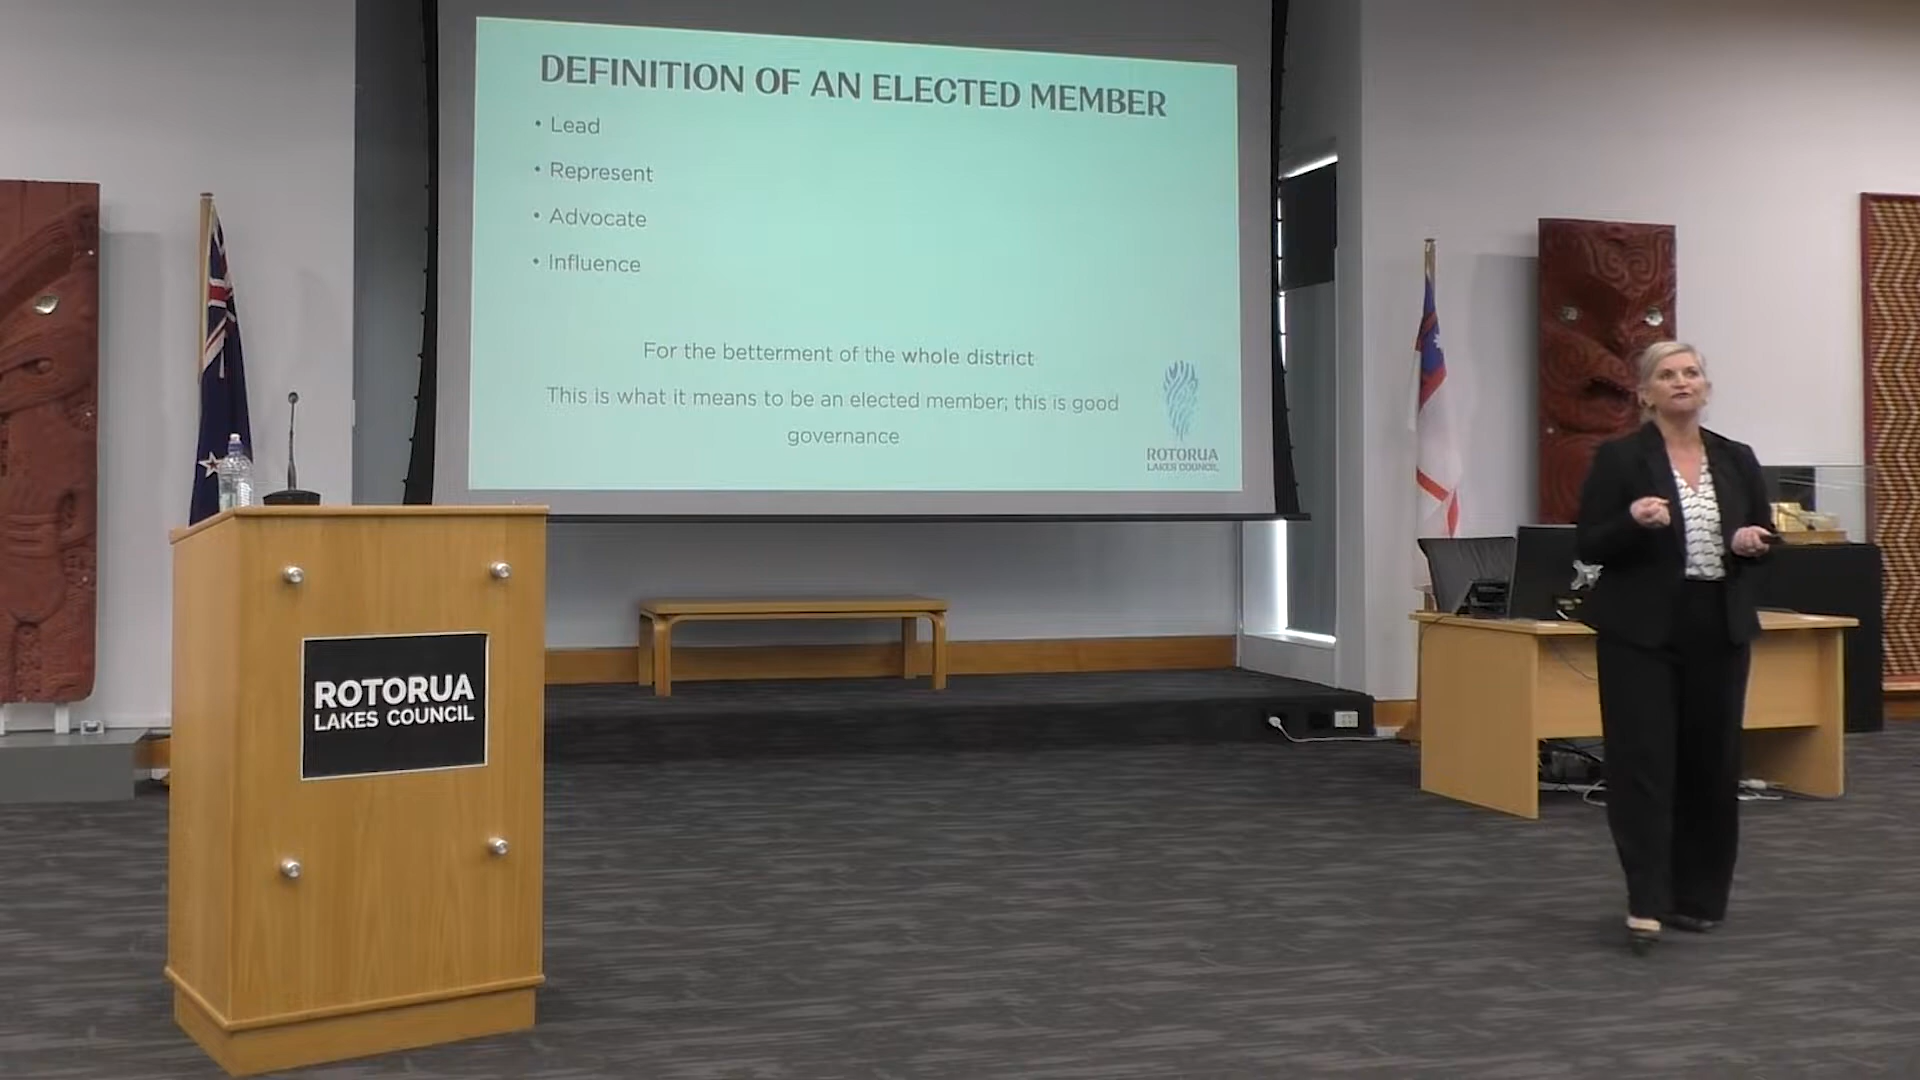 DEFINITION OF AN ELECTED MEMBER
• Lead
• Represent
• Advocate
• Influence
For the betterment of the whole district
This is what it means to be an elected member; this is good
governance
ROTORUA
LAKES COUNCIL
ROTORUA
LAKES COUNCIL